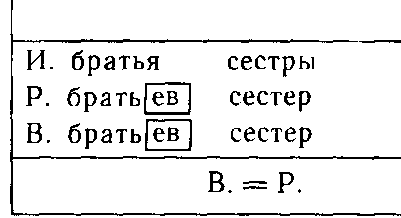 И. братья сестры
Р. братьев сестер
В. братьев сестер
В. = Р.